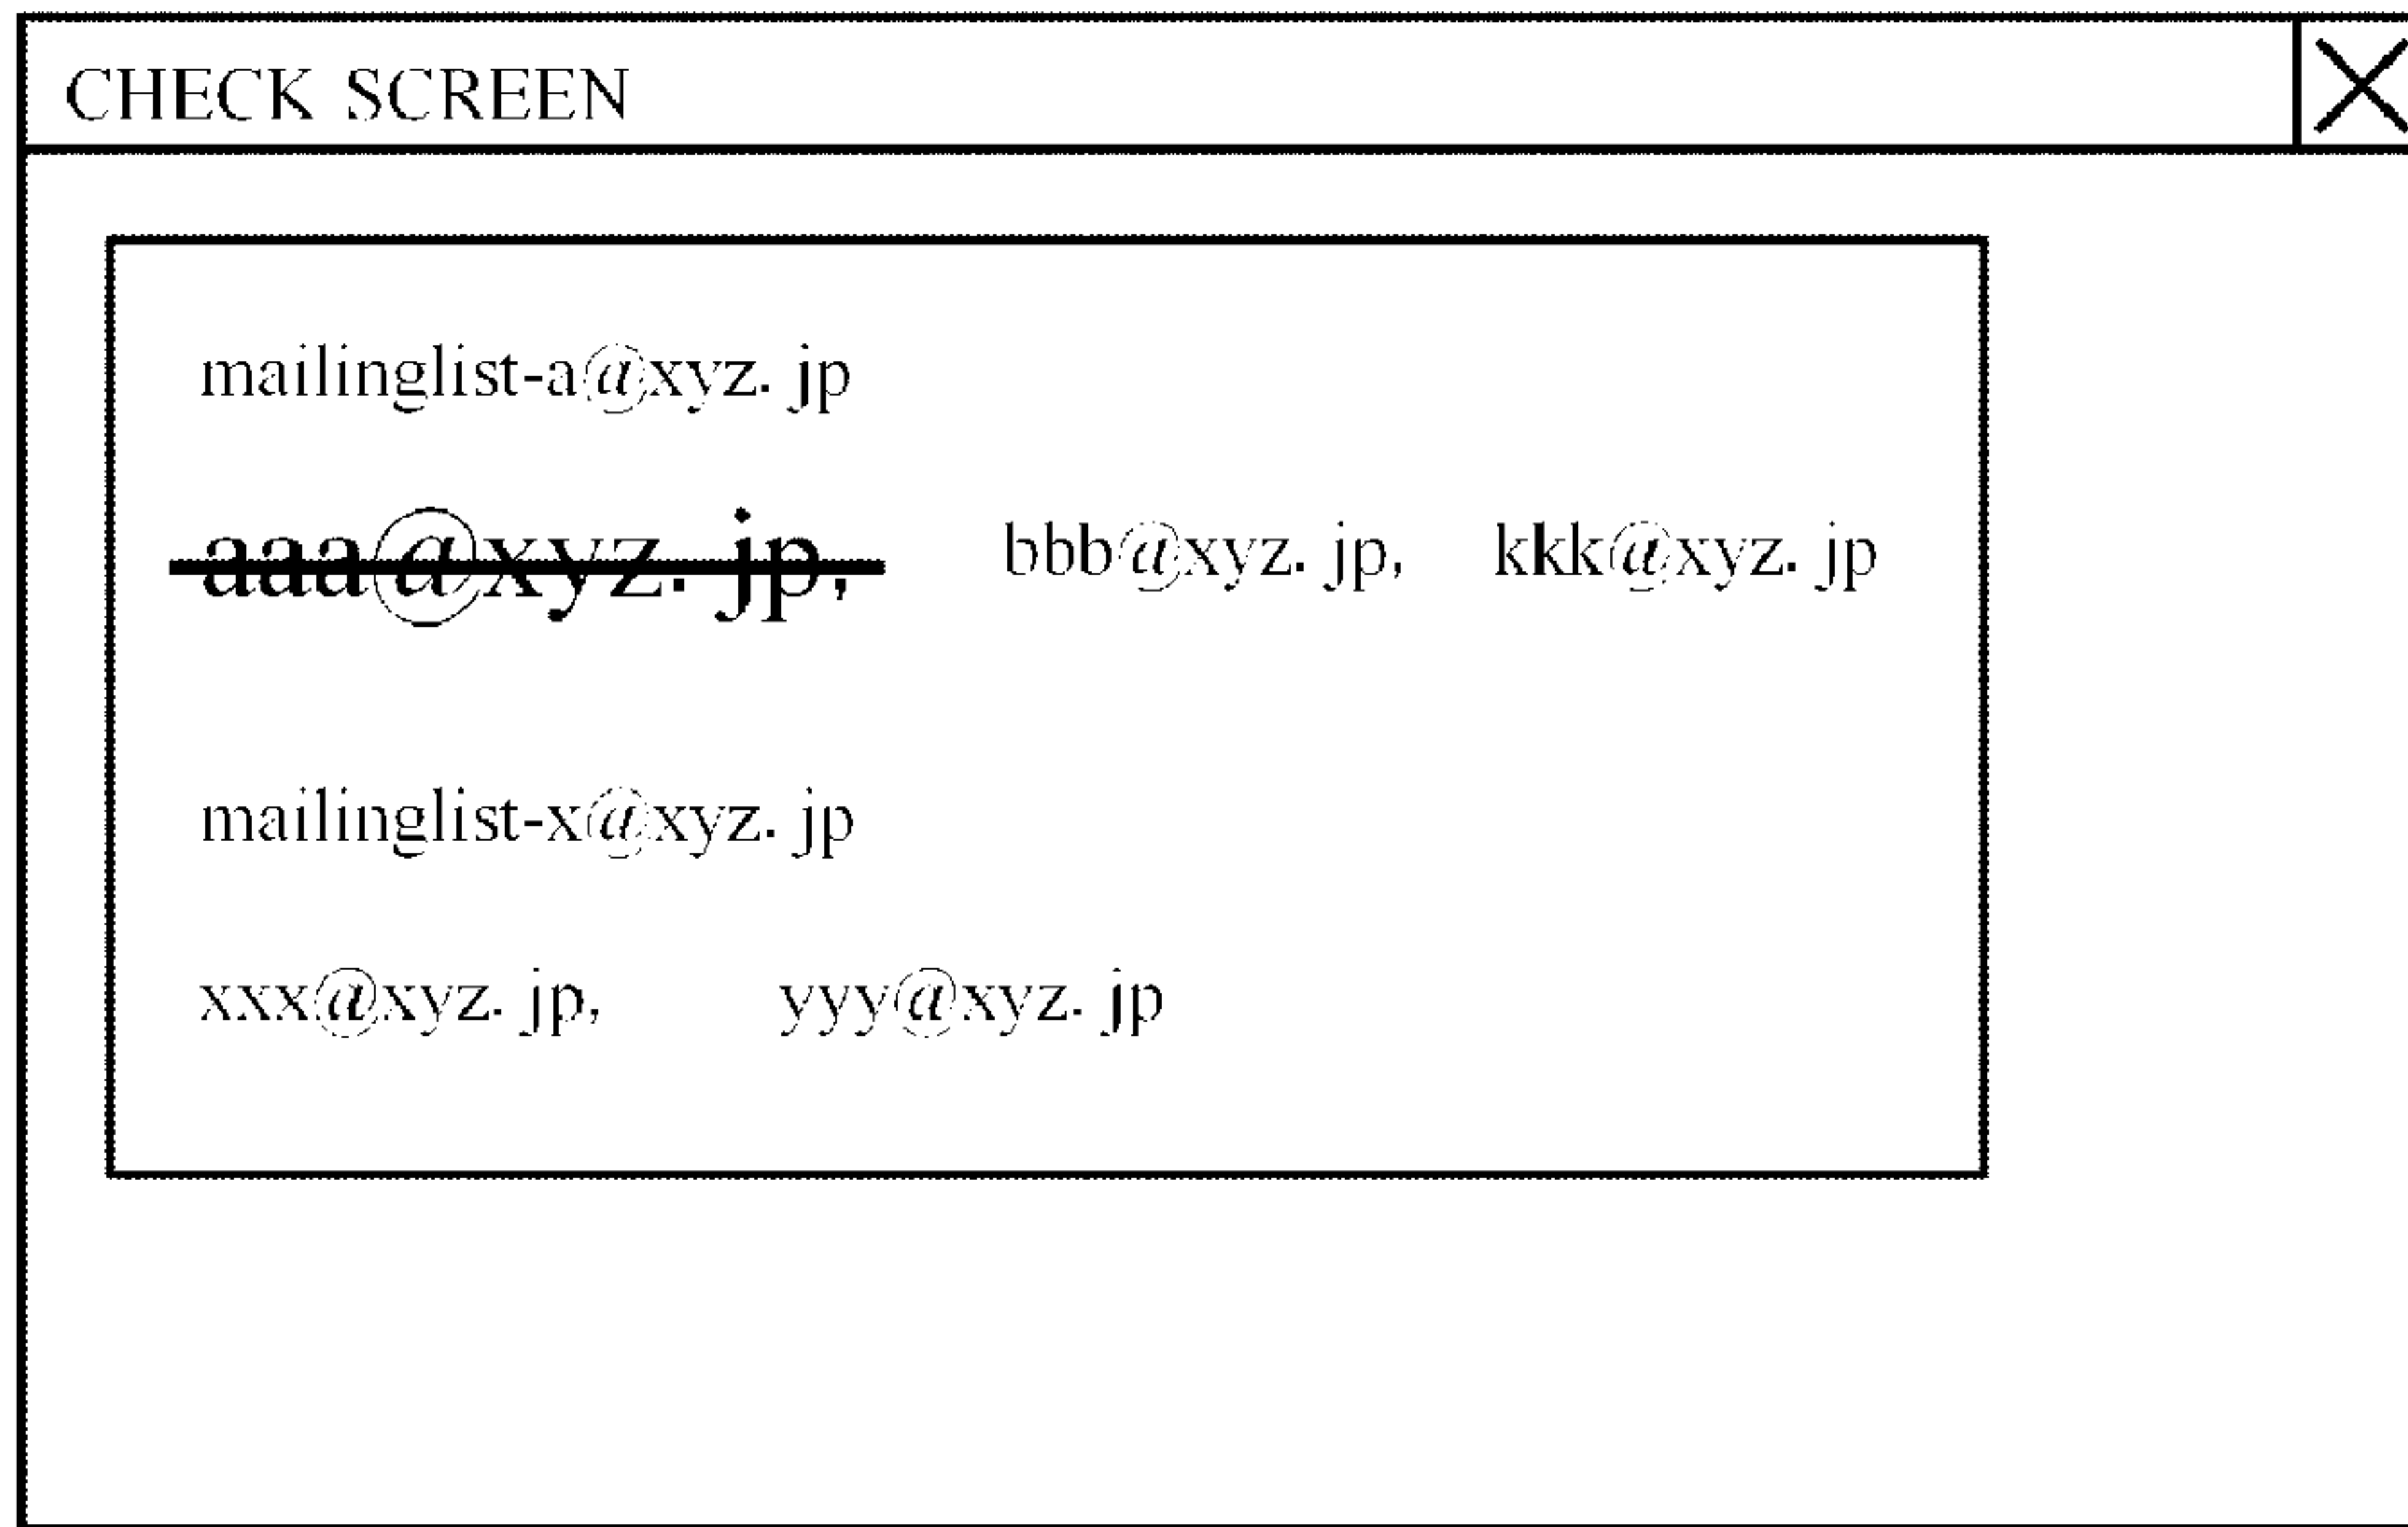 CHECK SCREEN
mailinglist-a@xyz. jp
aaa@xyz. jp, bbb@xyz. jp, kkk@xyz. jp
mailinglist-x@xyz. jp
xxx@xyz. jp, yyy@xyz. jp